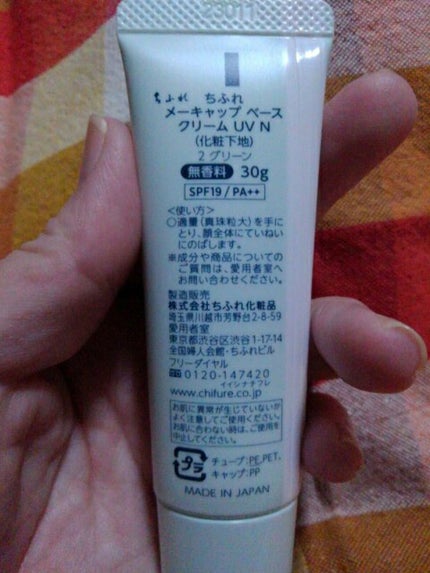 23011
ちふれ ちふれ
メーキャップ ベース
クリーム UV N
(化粧下地)
2 グリーン
無香料 30g
SPF19/PA++
<使い方>
○適量(真珠粒大)を手に
とり、顔全体にていねい
にのばします。
※成分や商品についての
ご質問は、愛用者室へ
お問い合わせください。
製造販売
株式会社ちふれ化粧品
埼玉県川越市芳野台2-8-59
愛用者室
東京都渋谷区渋谷1-17-14
全国婦人会館・ちふれビル
フリーダイヤル
0120-147420
イイシナチフレ
www.chifure.co.jp
お肌に異常が生じていないか
よく注意してご使用ください。
お肌に合わない時は、ご使用を
中止してください。
プラ
チューブ:PE,PET,
キャップ:PP
MADE IN JAPAN